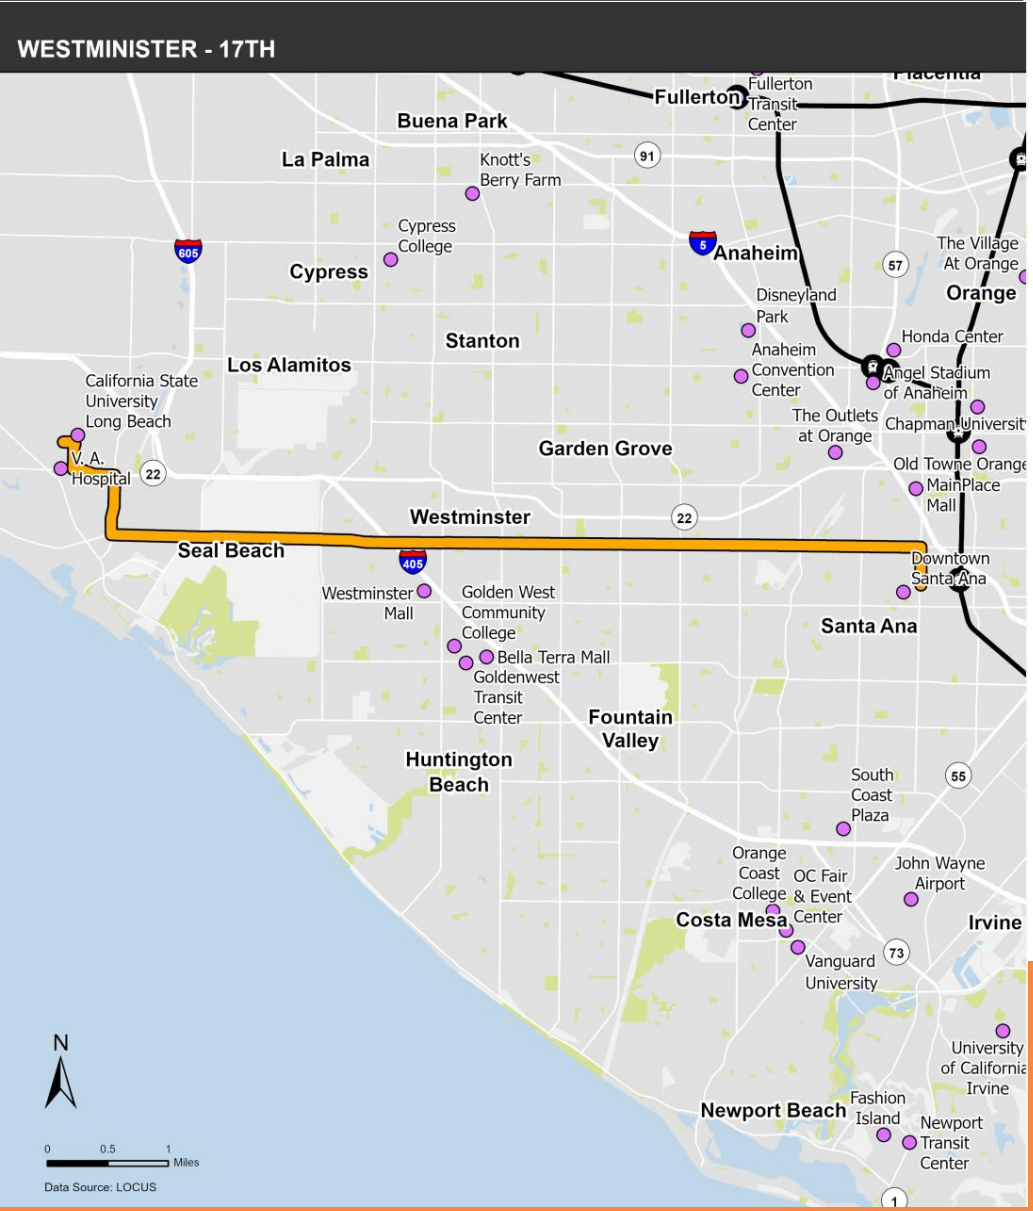 WESTMINISTER - 17TH
Placentia
Fullerton
Fullerton
Transit
Center
Buena Park
La Palma
91
Knott's
Berry Farm
Cypress
College
605
5
Anaheim
57
The Village
At Orange
Cypress
Orange
Disneyland
Park
Stanton
Honda Center
Los Alamitos
Anaheim
Convention
Center
Angel Stadium
of Anaheim
California State
University
Long Beach
The Outlets
at Orange
Chapman University
Garden Grove
V. A.
Hospital
22
Old Towne Orange
MainPlace
Mall
Westminster
22
Seal Beach
405
Downtown
Santa Ana
Westminster
Mall
Golden West
Community
College
Santa Ana
Bella Terra Mall
Goldenwest
Transit
Center
Fountain
Valley
Huntington
Beach
South
Coast
Plaza
55
Orange
Coast
College
OC Fair
& Event
Center
John Wayne
Airport
Costa Mesa
Irvine
73
Vanguard
University
N
University
of California
Irvine
Newport Beach
Fashion
Island
Newport
Transit
Center
0 0.5 1
Miles
Data Source: LOCUS
1